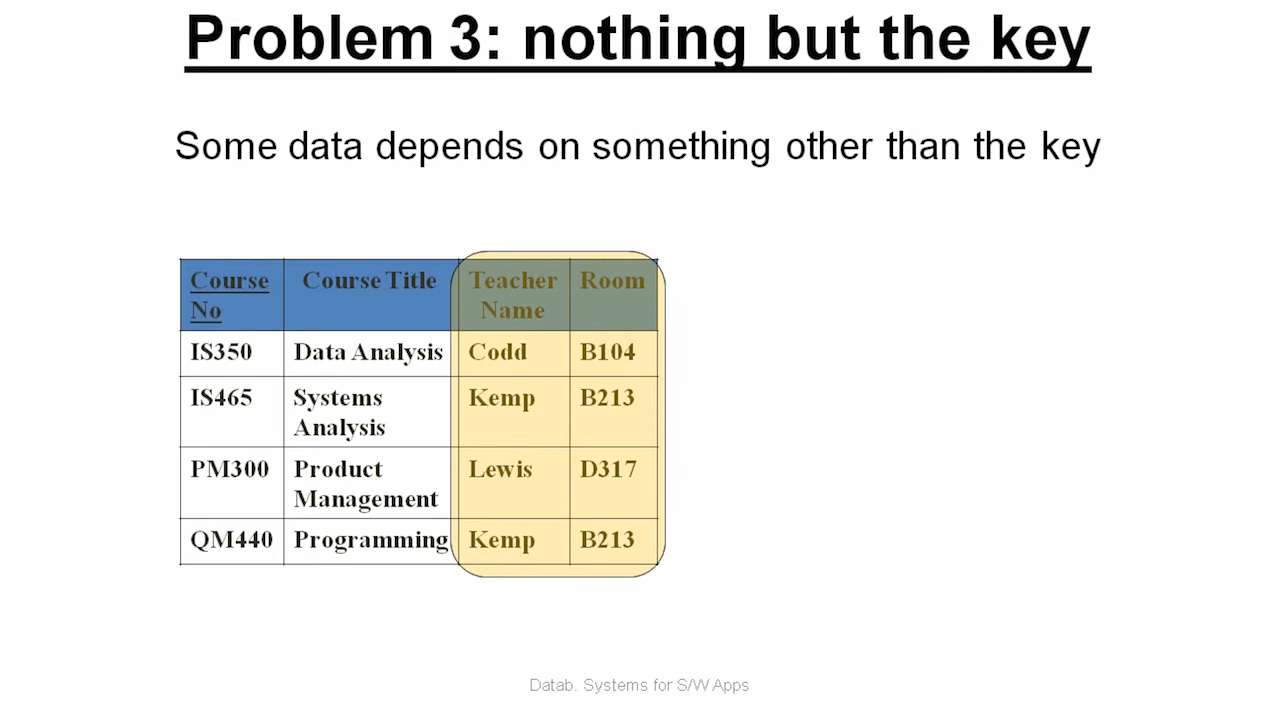 Problem 3: nothing but the key
Some data depends on something other than the key
Course No Course Title Teacher Name Room
IS350 Data Analysis Codd B104
IS465 Systems Analysis Kemp B213
PM300 Product Management Lewis D317
QM440 Programming Kemp B213
Datab. Systems for S/W Apps